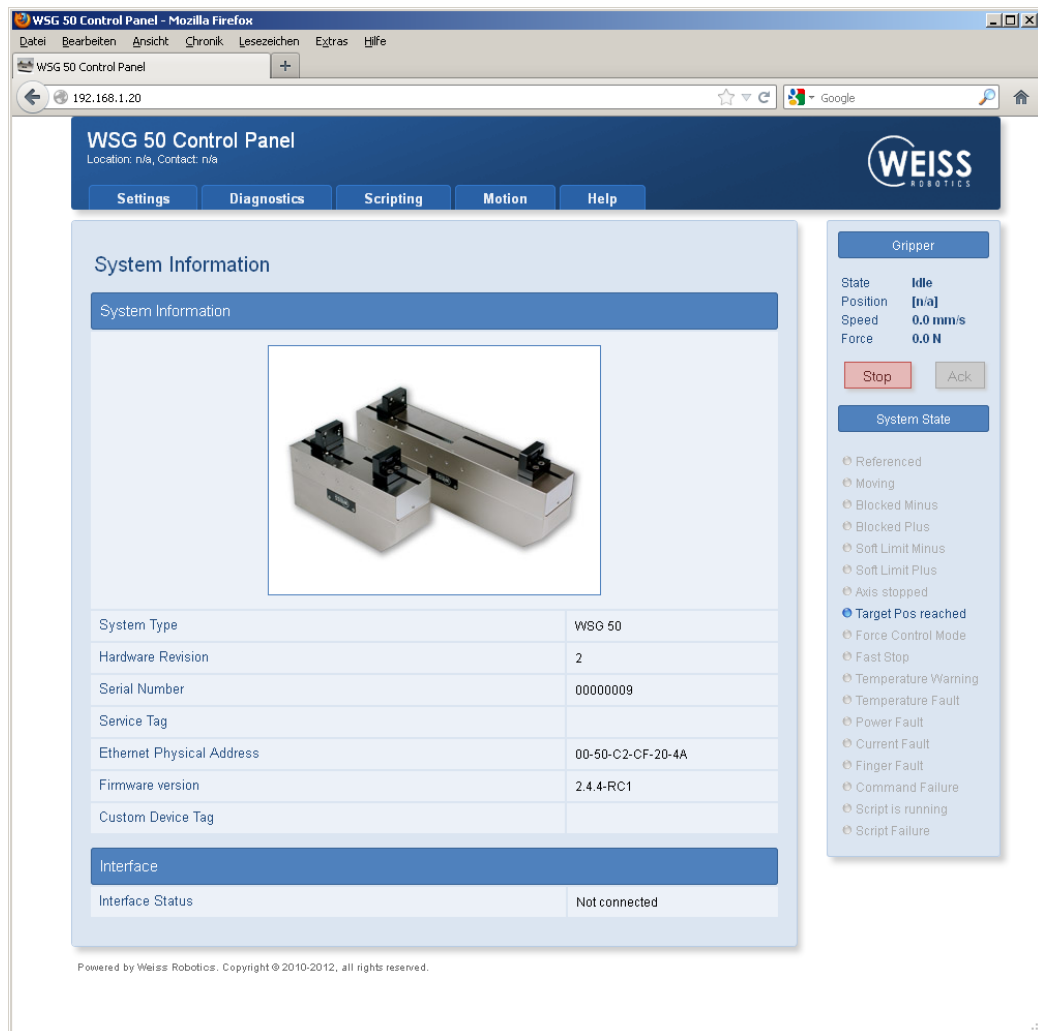 WSG 50 Control Panel - Mozilla Firefox
Datei Bearbeiten Ansicht Chronik Lesezeichen Extras Hilfe
WSG 50 Control Panel
192.168.1.20
Google
WSG 50 Control Panel
Location: n/a, Contact: n/a
WEISS
ROBOTICS
Settings Diagnostics Scripting Motion Help
System Information
System Information
System Type WSG 50
Hardware Revision 2
Serial Number 00000009
Service Tag
Ethernet Physical Address 00-50-C2-CF-20-4A
Firmware version 2.4.4-RC1
Custom Device Tag
Interface
Interface Status Not connected
Gripper
State Idle
Position [n/a]
Speed 0.0 mm/s
Force 0.0 N
Stop Ack
System State
Referenced
Moving
Blocked Minus
Blocked Plus
Soft Limit Minus
Soft Limit Plus
Axis stopped
Target Pos reached
Force Control Mode
Fast Stop
Temperature Warning
Temperature Fault
Power Fault
Current Fault
Finger Fault
Command Failure
Script is running
Script Failure
Powered by Weiss Robotics. Copyright © 2010-2012, all rights reserved.